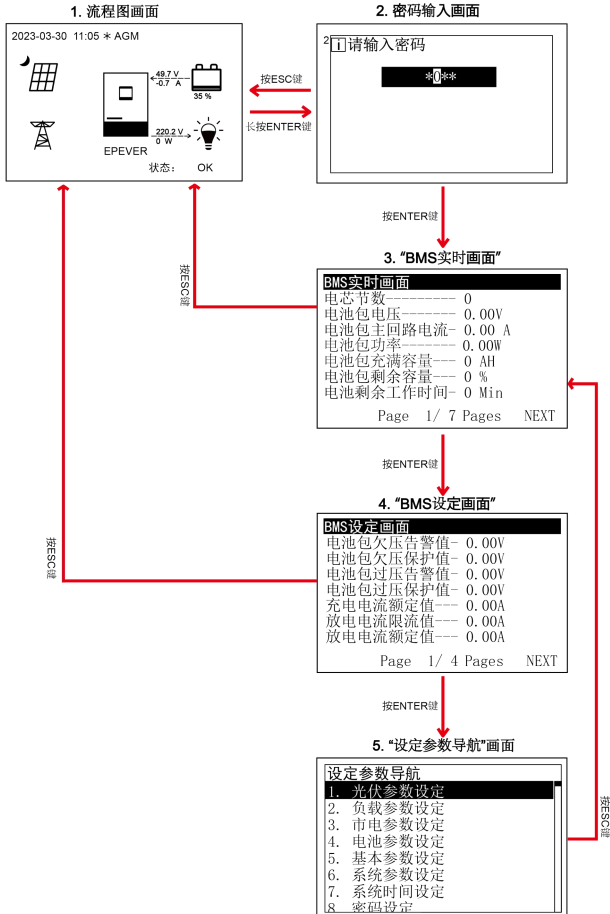 1. 流程图画面
2023-03-30 11:05 ＊ AGM
49.7 V
-0.7 A
35 %
220.2 V
0 W
EPEVER
状态： OK
按ESC键
长按ENTER键
2. 密码输入画面
2 i 请输入密码
*0**
按ENTER键
3. “BMS实时画面”
BMS实时画面
电芯节数--------- 0
电池包电压------- 0.00V
电池包主回路电流- 0.00 A
电池包功率------- 0.00W
电池包充满容量--- 0 AH
电池包剩余容量--- 0 %
电池剩余工作时间- 0 Min
Page 1/ 7 Pages NEXT
按ESC键
按ENTER键
4. “BMS设定画面”
BMS设定画面
电池包欠压告警值- 0.00V
电池包欠压保护值- 0.00V
电池包过压告警值- 0.00V
电池包过压保护值- 0.00V
充电电流额定值--- 0.00A
放电电流限流值--- 0.00A
放电电流额定值--- 0.00A
Page 1/ 4 Pages NEXT
按ESC键
按ENTER键
5. “设定参数导航”画面
设定参数导航
1. 光伏参数设定
2. 负载参数设定
3. 市电参数设定
4. 电池参数设定
5. 基本参数设定
6. 系统参数设定
7. 系统时间设定
8. 密码设定
按ESC键